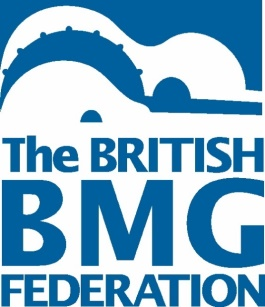 The BRITISH
BMG
FEDERATION